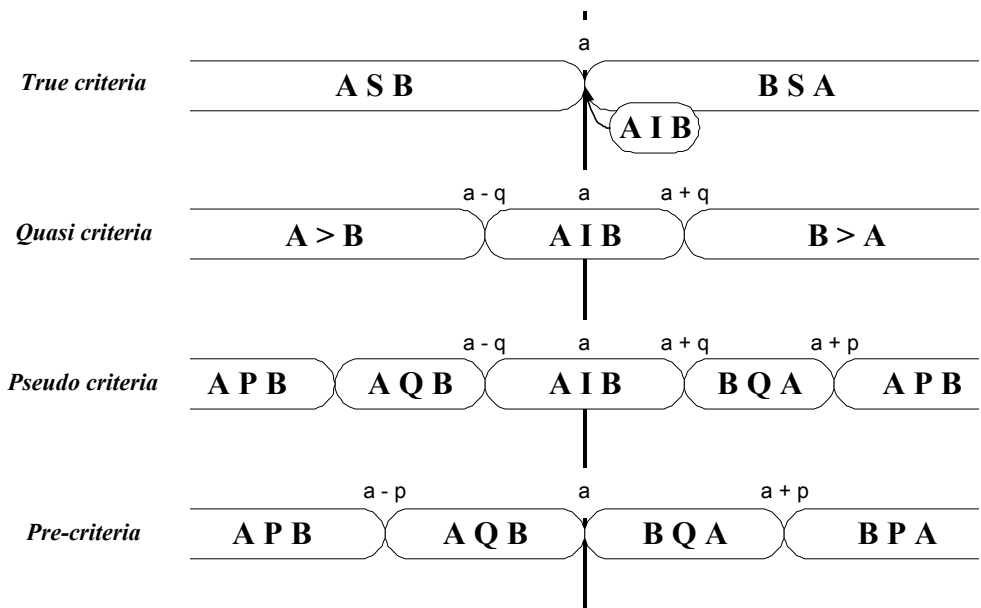 a
True criteria A S B B S A
A I B
a - q a a + q
Quasi criteria A > B A I B B > A
a - q a a + q a + p
Pseudo criteria A P B A Q B A I B B Q A A P B
a - p a a + p
Pre-criteria A P B A Q B B Q A B P A